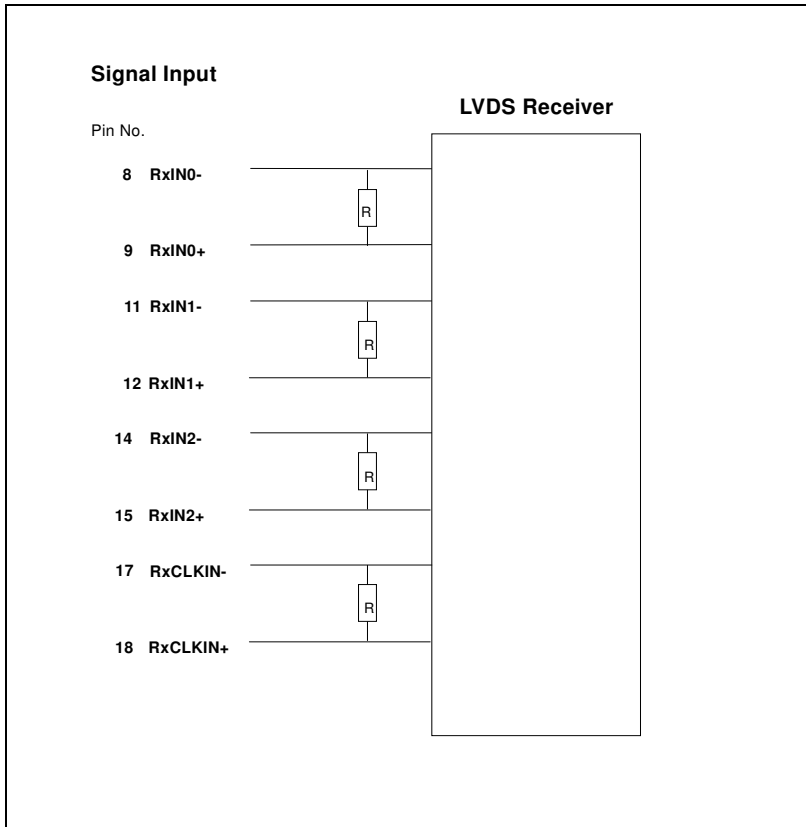 Signal Input
LVDS Receiver
Pin No.
8 RxIN0-
R
9 RxIN0+
11 RxIN1-
R
12 RxIN1+
14 RxIN2-
R
15 RxIN2+
17 RxCLKIN-
R
18 RxCLKIN+